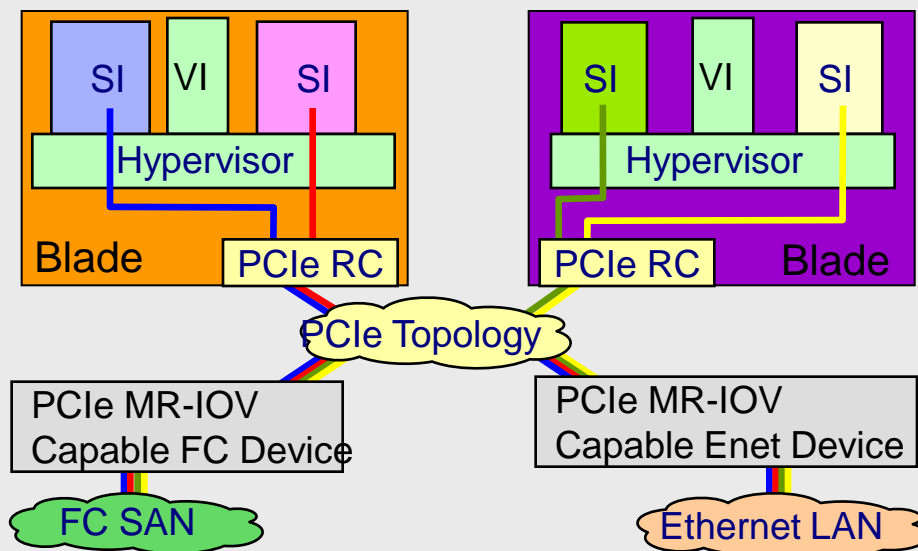 SI VI SI
Hypervisor
Blade
PCIe RC
SI VI SI
Hypervisor
PCIe RC
Blade
PCIe Topology
PCIe MR-IOV
Capable FC Device
PCIe MR-IOV
Capable Enet Device
FC SAN
Ethernet LAN